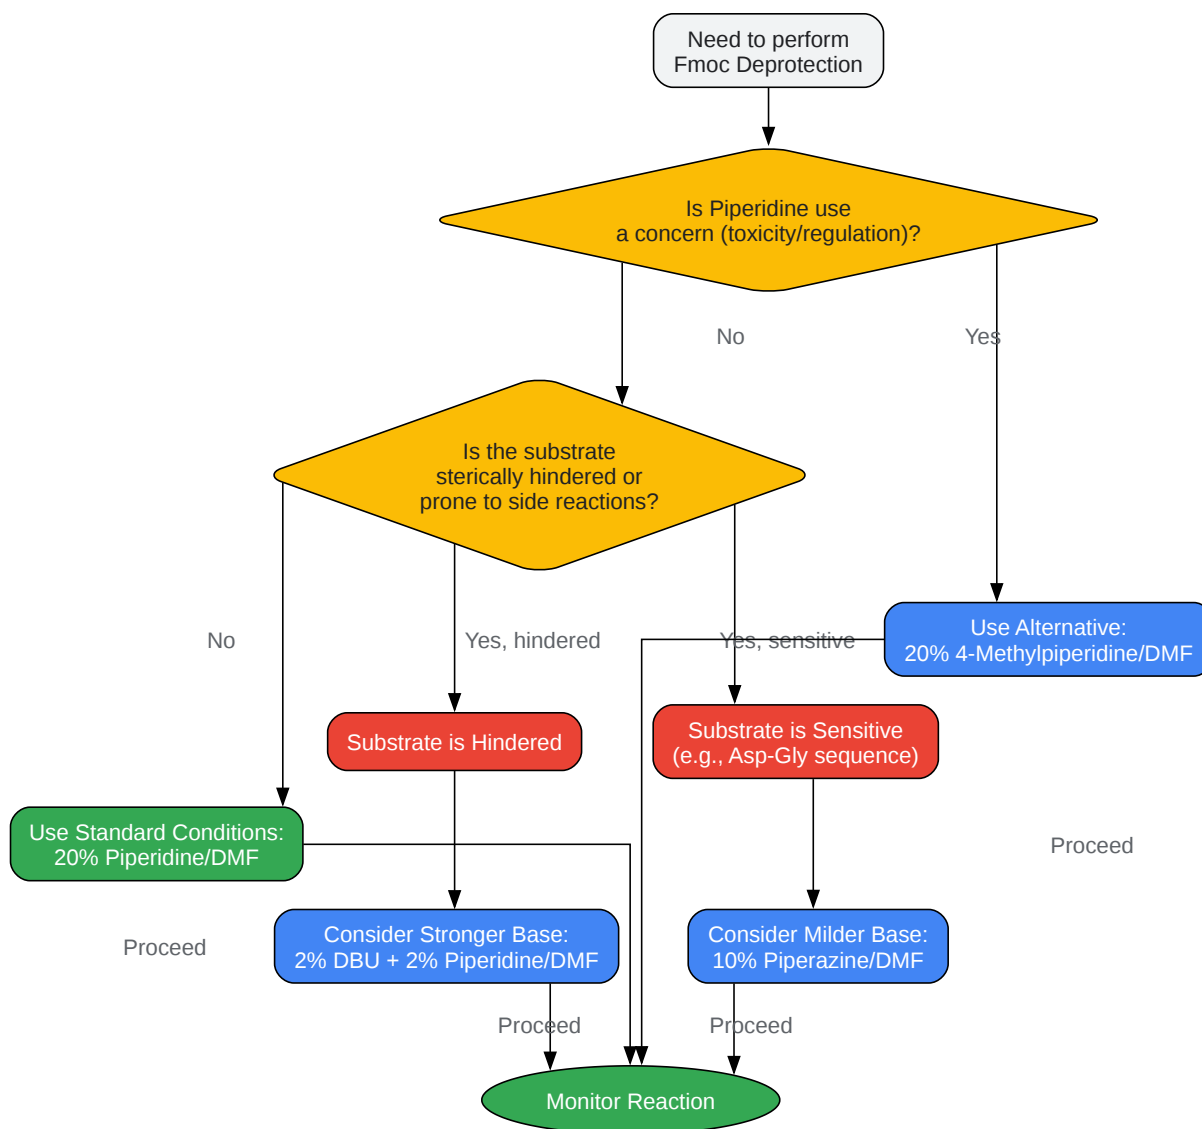 Need to perform
Fmoc Deprotection
Is Piperidine use
a concern (toxicity/regulation)?
No
Yes
Is the substrate
sterically hindered or
prone to side reactions?
No
Yes, hindered
Yes, sensitive
Use Alternative:
20% 4-Methylpiperidine/DMF
Substrate is Hindered
Substrate is Sensitive
(e.g., Asp-Gly sequence)
Use Standard Conditions:
20% Piperidine/DMF
Proceed
Proceed
Consider Stronger Base:
2% DBU + 2% Piperidine/DMF
Consider Milder Base:
10% Piperazine/DMF
Proceed
Proceed
Monitor Reaction